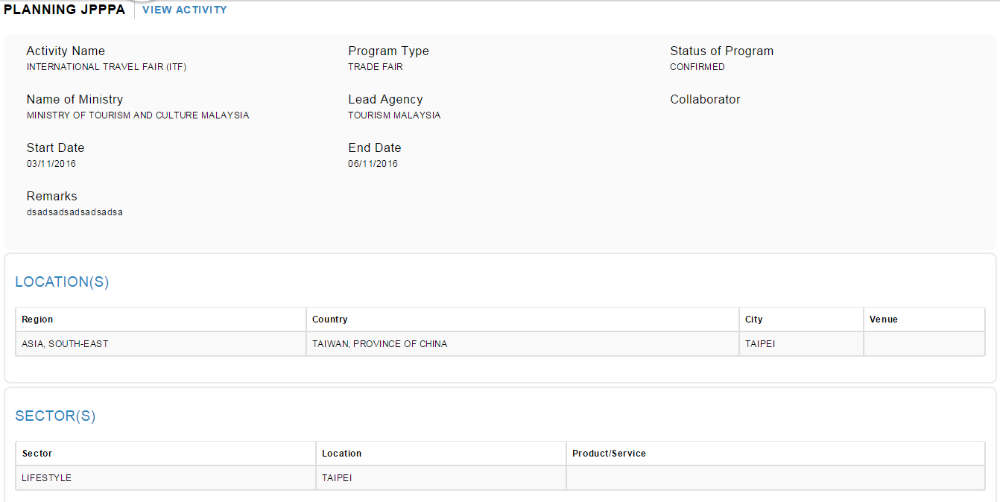 PLANNING JPPPA VIEW ACTIVITY
Activity Name Program Type Status of Program
INTERNATIONAL TRAVEL FAIR (ITF) TRADE FAIR CONFIRMED
Name of Ministry Lead Agency Collaborator
MINISTRY OF TOURISM AND CULTURE MALAYSIA TOURISM MALAYSIA
Start Date End Date
03/11/2016 06/11/2016
Remarks
dsadsadsadsadsadsa
LOCATION(S)
Region Country City Venue
ASIA, SOUTH-EAST TAIWAN, PROVINCE OF CHINA TAIPEI
SECTOR(S)
Sector Location Product/Service
LIFESTYLE TAIPEI